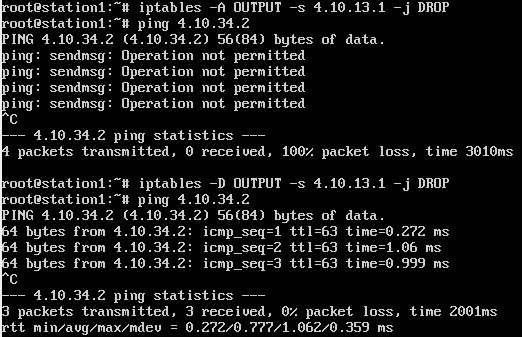 root@station1:~# iptables -A OUTPUT -s 4.10.13.1 -j DROP
root@station1:~# ping 4.10.34.2
PING 4.10.34.2 (4.10.34.2) 56(84) bytes of data.
ping: sendmsg: Operation not permitted
ping: sendmsg: Operation not permitted
ping: sendmsg: Operation not permitted
ping: sendmsg: Operation not permitted
^C
--- 4.10.34.2 ping statistics ---
4 packets transmitted, 0 received, 100% packet loss, time 3010ms

root@station1:~# iptables -D OUTPUT -s 4.10.13.1 -j DROP
root@station1:~# ping 4.10.34.2
PING 4.10.34.2 (4.10.34.2) 56(84) bytes of data.
64 bytes from 4.10.34.2: icmp_seq=1 ttl=63 time=0.272 ms
64 bytes from 4.10.34.2: icmp_seq=2 ttl=63 time=1.06 ms
64 bytes from 4.10.34.2: icmp_seq=3 ttl=63 time=0.999 ms
^C
--- 4.10.34.2 ping statistics ---
3 packets transmitted, 3 received, 0% packet loss, time 2001ms
rtt min/avg/max/mdev = 0.272/0.777/1.062/0.359 ms